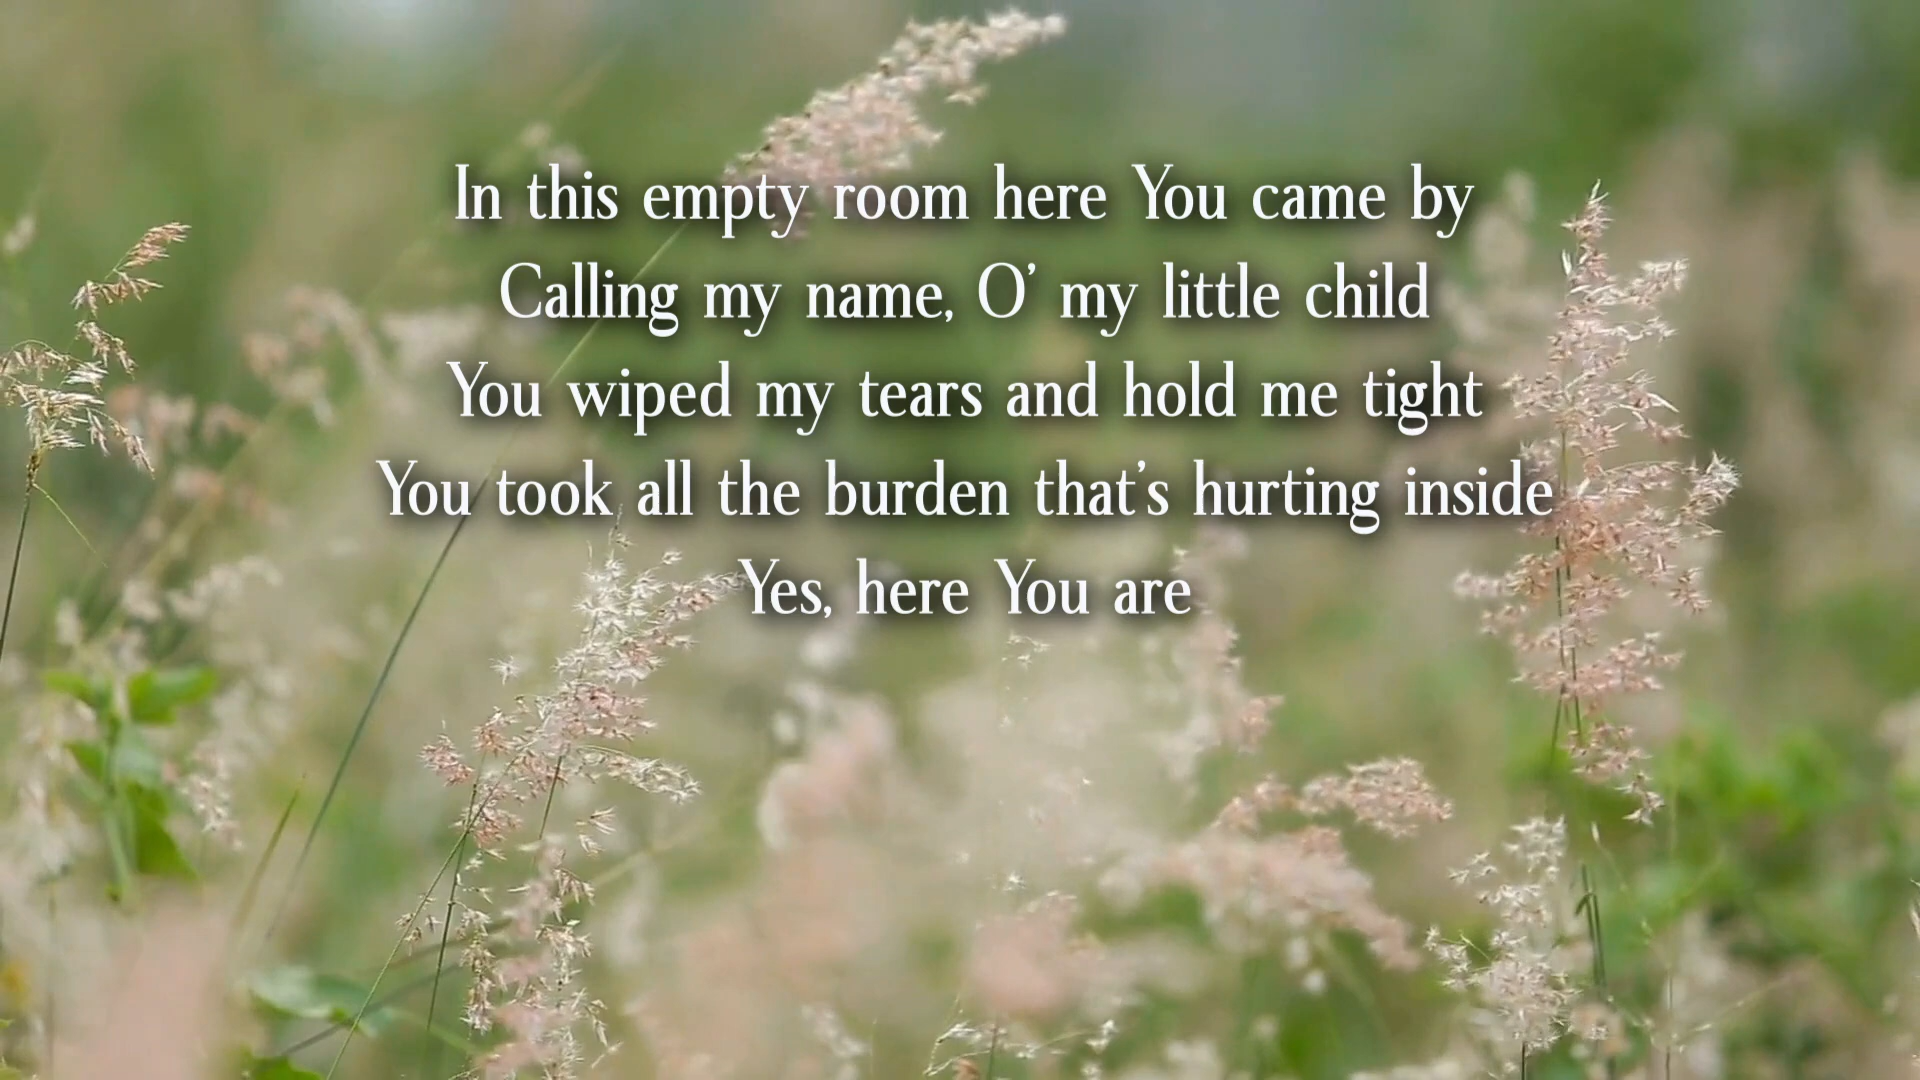 In this empty room here You came by
Calling my name, O’ my little child
You wiped my tears and hold me tight
You took all the burden that’s hurting inside
Yes, here You are